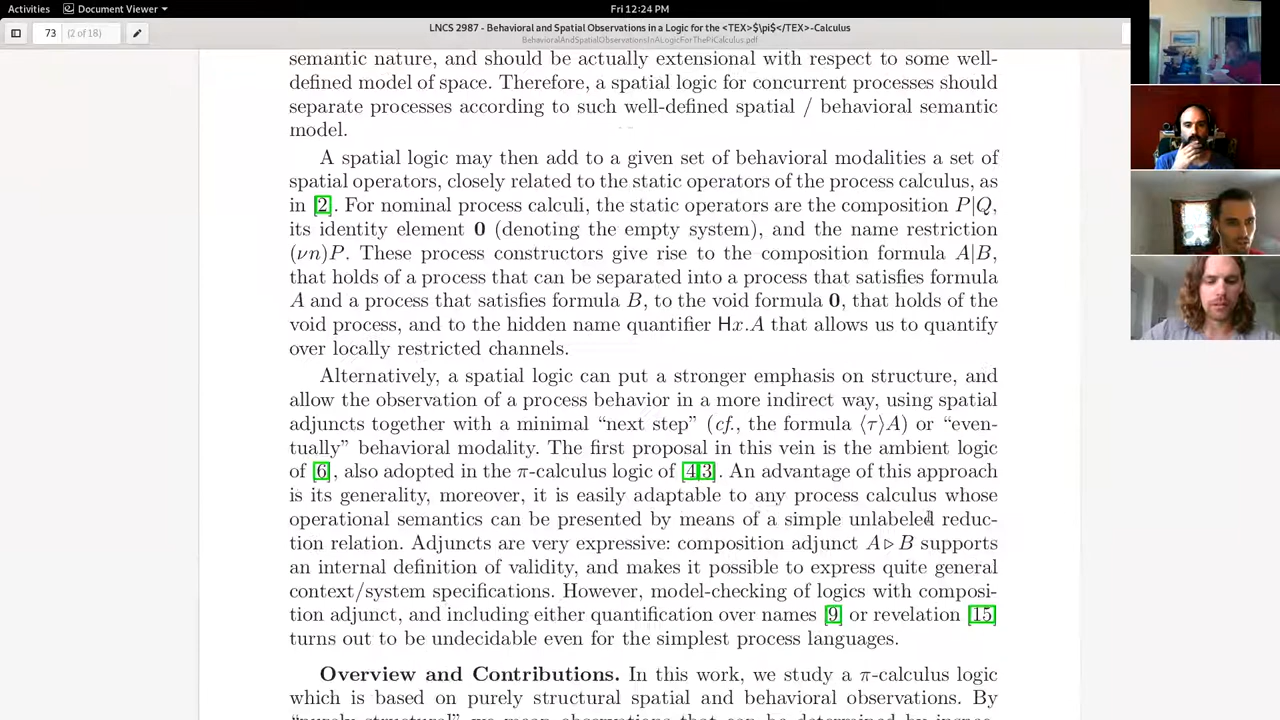 Activities
Document Viewer
Fri 12:24 PM
73
(2 of 18)
LNCS 2987 - Behavioral and Spatial Observations in a Logic for the <TEX>$\pi$</TEX>-Calculus
BehavioralAndSpatialObservationsInALogicForThePiCalculus.pdf
semantic nature, and should be actually extensional with respect to some well-
defined model of space. Therefore, a spatial logic for concurrent processes should
separate processes according to such well-defined spatial / behavioral semantic
model.
A spatial logic may then add to a given set of behavioral modalities a set of
spatial operators, closely related to the static operators of the process calculus, as
in [2]. For nominal process calculi, the static operators are the composition P|Q,
its identity element 0 (denoting the empty system), and the name restriction
(νn)P. These process constructors give rise to the composition formula A|B,
that holds of a process that can be separated into a process that satisfies formula
A and a process that satisfies formula B, to the void formula 0, that holds of the
void process, and to the hidden name quantifier Hx.A that allows us to quantify
over locally restricted channels.
Alternatively, a spatial logic can put a stronger emphasis on structure, and
allow the observation of a process behavior in a more indirect way, using spatial
adjuncts together with a minimal “next step” (cf., the formula ⟨τ⟩A) or “even-
tually” behavioral modality. The first proposal in this vein is the ambient logic
of [6], also adopted in the π-calculus logic of [4,3]. An advantage of this approach
is its generality, moreover, it is easily adaptable to any process calculus whose
operational semantics can be presented by means of a simple unlabeled reduc-
tion relation. Adjuncts are very expressive: composition adjunct A ▷ B supports
an internal definition of validity, and makes it possible to express quite general
context/system specifications. However, model-checking of logics with composi-
tion adjunct, and including either quantification over names [9] or revelation [15]
turns out to be undecidable even for the simplest process languages.
Overview and Contributions. In this work, we study a π-calculus logic
which is based on purely structural spatial and behavioral observations. By
“purely structural” we mean observations that can be determined by inspec-